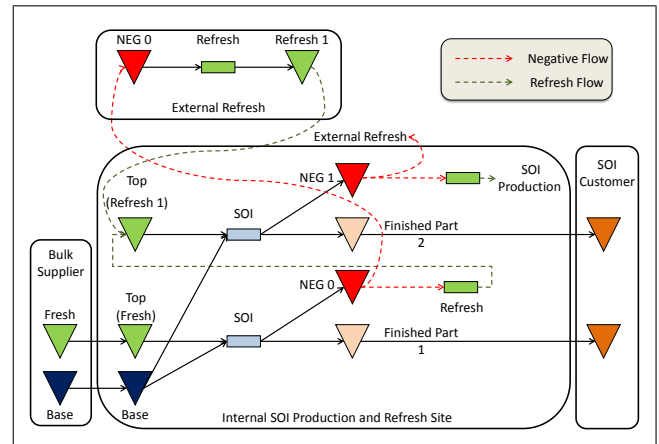 NEG 0
Refresh
Refresh 1
External Refresh
Negative Flow
Refresh Flow
External Refresh
NEG 1
SOI
Production
SOI
Customer
Top
(Refresh 1)
SOI
Finished Part
2
Bulk
Supplier
NEG 0
Fresh
Top
(Fresh)
SOI
Refresh
Finished Part
1
Base
Base
Internal SOI Production and Refresh Site